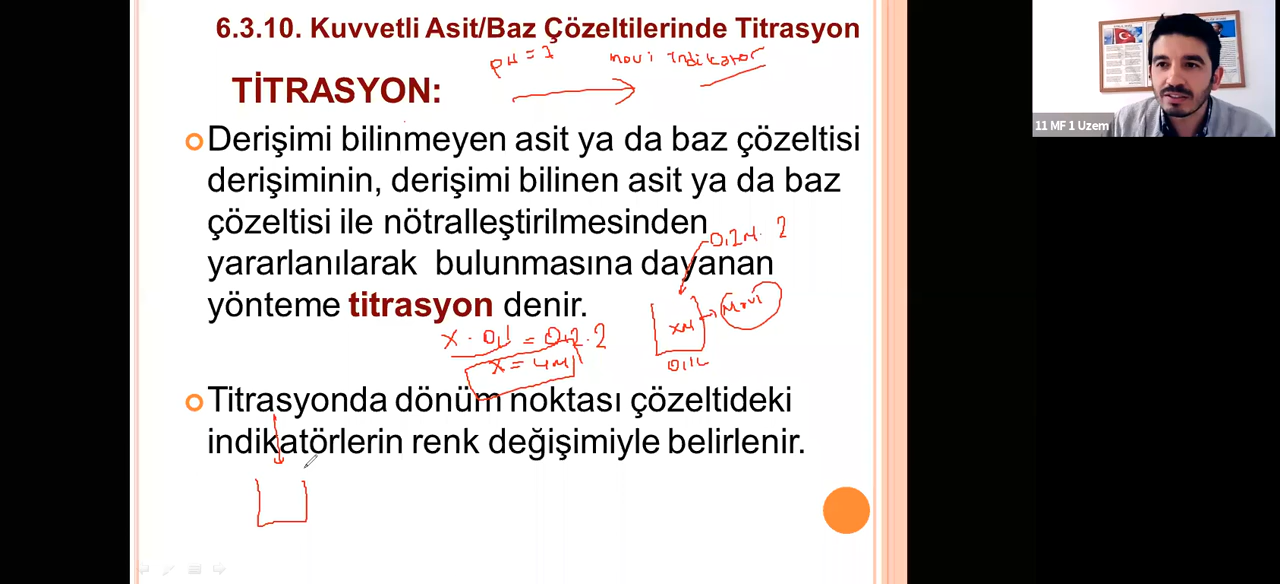 6.3.10. Kuvvetli Asit/Baz Çözeltilerinde Titrasyon
pH = 7
mavi indikatör
TİTRASYON:
11 MF 1 Uzem
Derişimi bilinmeyen asit ya da baz çözeltisi
derişiminin, derişimi bilinen asit ya da baz
çözeltisi ile nötralleştirilmesinden
0,2M. 2
yararlanılarak bulunmasına dayanan
yönteme titrasyon denir.
XM
mavi
X . 0,1 = 0,2.2
X = 4M
0,1L
Titrasyonda dönüm noktası çözeltideki
indikatörlerin renk değişimiyle belirlenir.